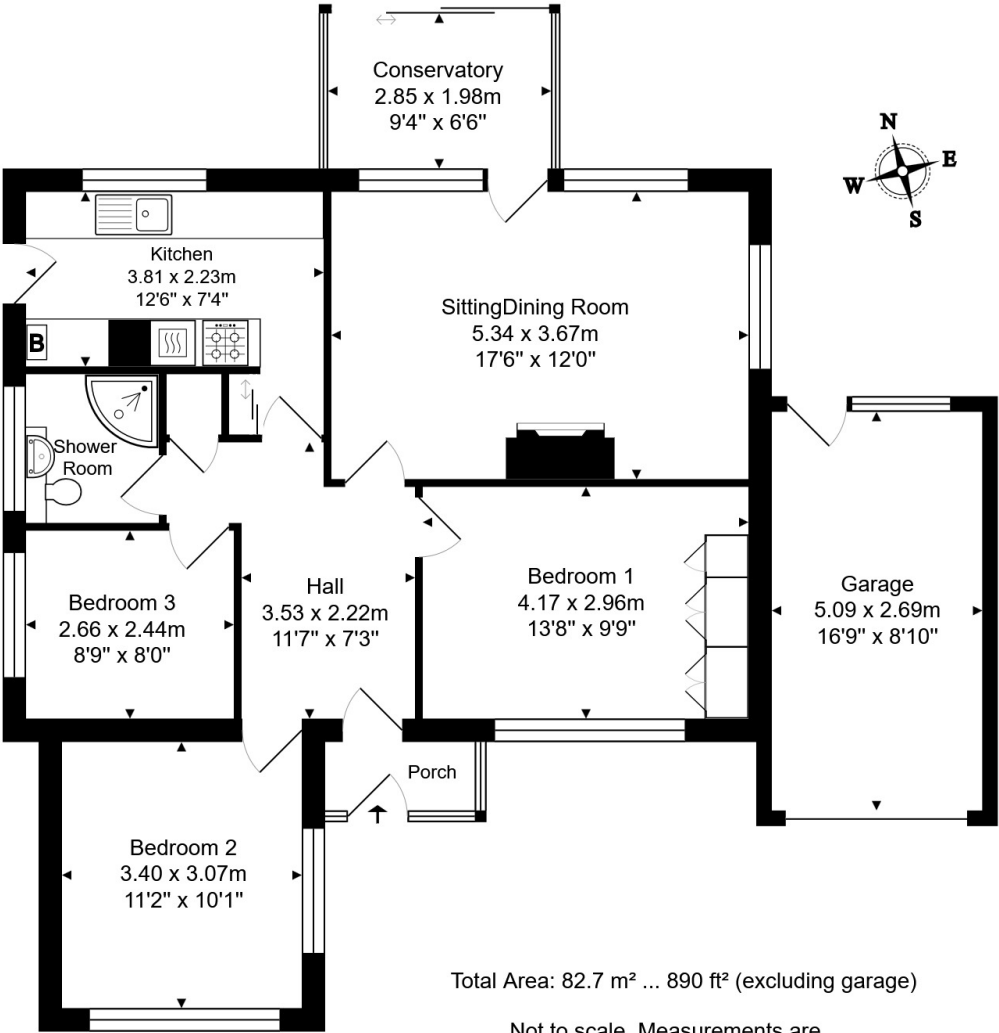 Conservatory
2.85 x 1.98m
9'4" x 6'6"
N
E
W
S
Kitchen
3.81 x 2.23m
12'6" x 7'4"
B
SittingDining Room
5.34 x 3.67m
17'6" x 12'0"
Shower
Room
Bedroom 3
2.66 x 2.44m
8'9" x 8'0"
Hall
3.53 x 2.22m
11'7" x 7'3"
Bedroom 1
4.17 x 2.96m
13'8" x 9'9"
Garage
5.09 x 2.69m
16'9" x 8'10"
Porch
Bedroom 2
3.40 x 3.07m
11'2" x 10'1"
Total Area: 82.7 m² ... 890 ft² (excluding garage)
Not to scale. Measurements are